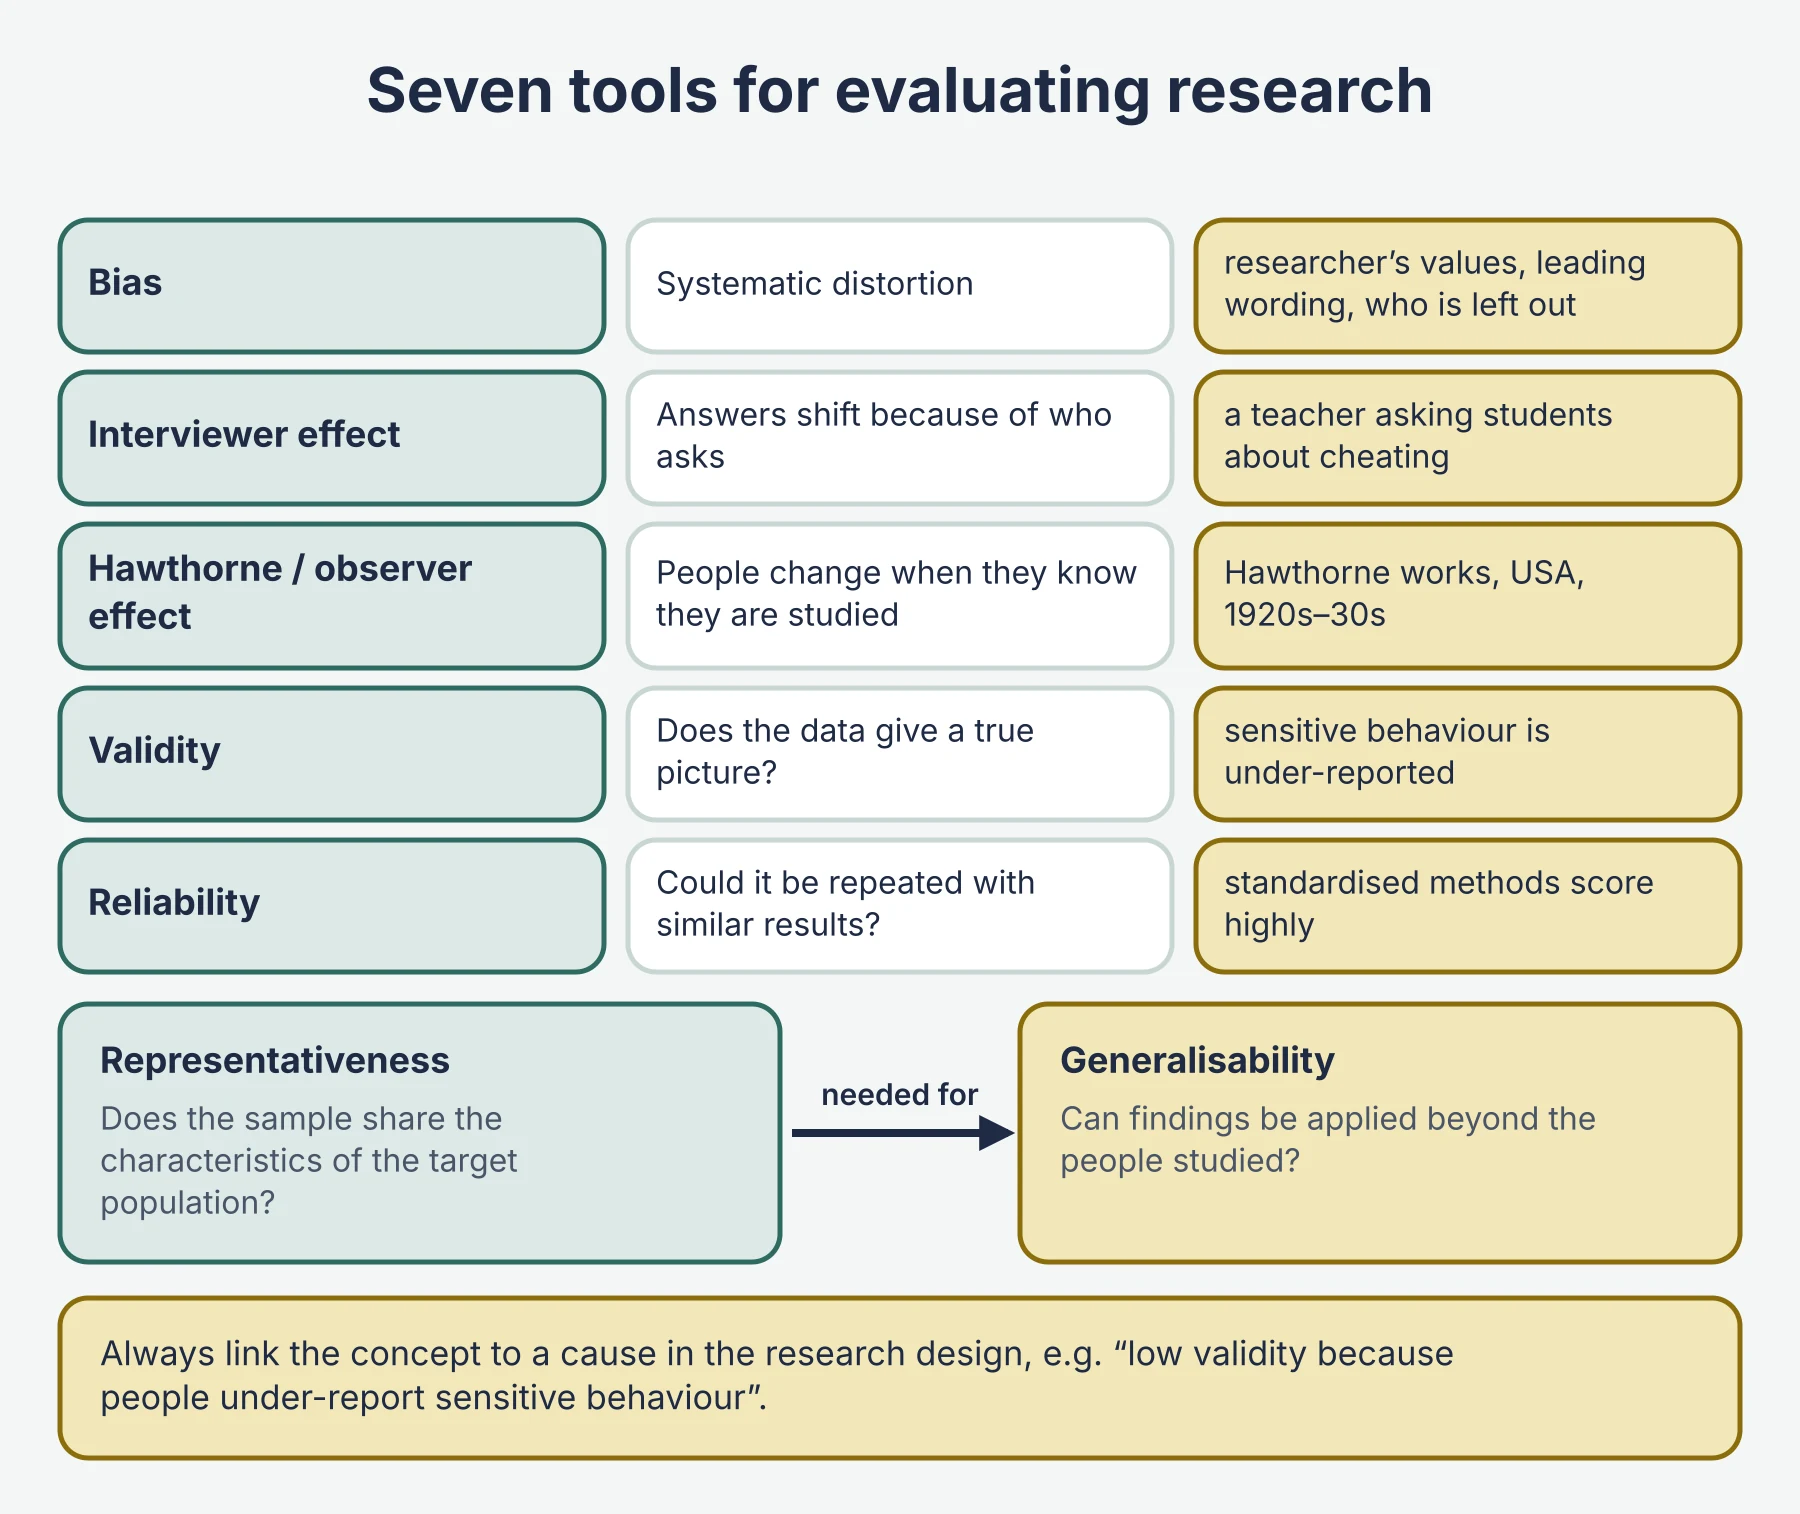 Seven tools for evaluating research
Bias
Systematic distortion
researcher’s values, leading
wording, who is left out
Interviewer effect
Answers shift because of who
asks
a teacher asking students
about cheating
Hawthorne / observer
effect
People change when they know
they are studied
Hawthorne works, USA,
1920s–30s
Validity
Does the data give a true
picture?
sensitive behaviour is
under-reported
Reliability
Could it be repeated with
similar results?
standardised methods score
highly
Representativeness
Does the sample share the
characteristics of the target
population?
needed for
Generalisability
Can findings be applied beyond the
people studied?
Always link the concept to a cause in the research design, e.g. “low validity because
people under-report sensitive behaviour”.